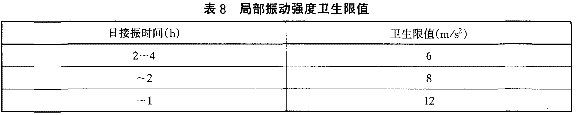 表 8 局部振动强度卫生限值
日接振时间(h) 卫生限值(m/s²)
2~4 6
~2 8
~1 12